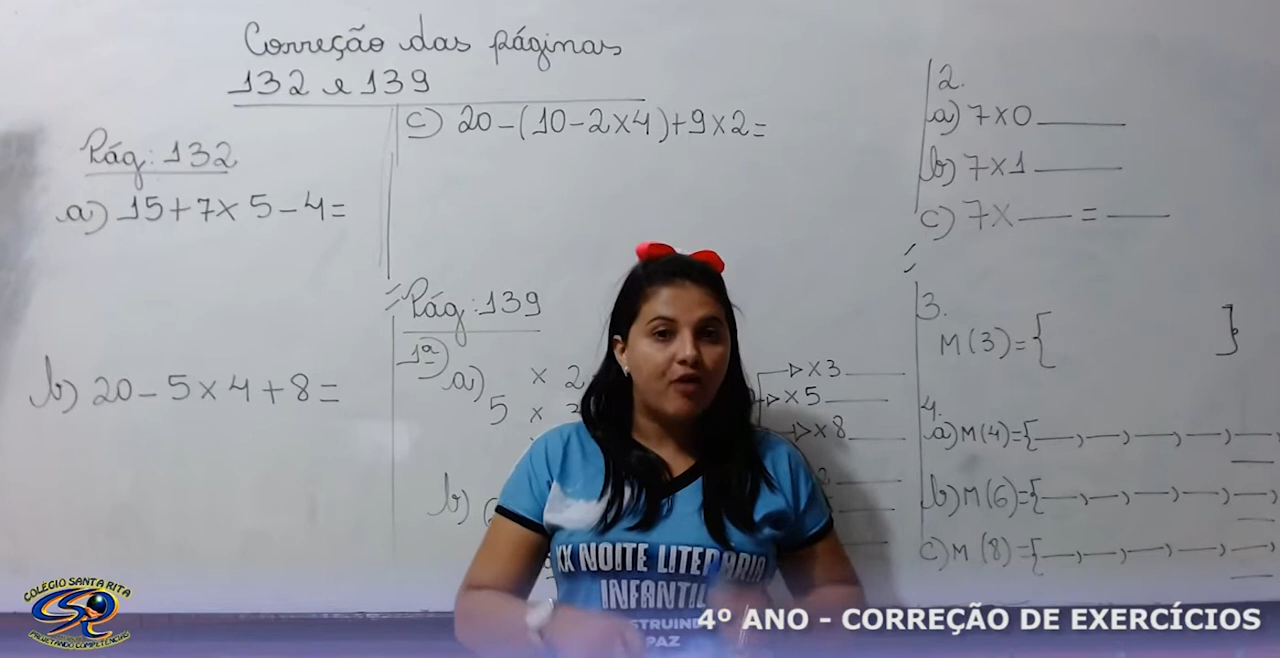 Correção das páginas
132 e 139
Pág: 132
a) 15+7×5-4=
b) 20-5×4+8=
c) 20-(10-2×4)+9×2=
Pág: 139
1ª) a)
× 2
5 ×
b)
×3
×5
×8
2.
a) 7×0
b) 7×1
c) 7× =
3.
M(3)={ }
4.
a) M(4)={ , , , ,
b) M(6)={ , , , ,
c) M(8)={ , , , ,
XX NOITE LITERÁRIA
INFANTIL
PAZ
COLÉGIO SANTA RITA
PROJETANDO COMPETÊNCIAS
4º ANO - CORREÇÃO DE EXERCÍCIOS